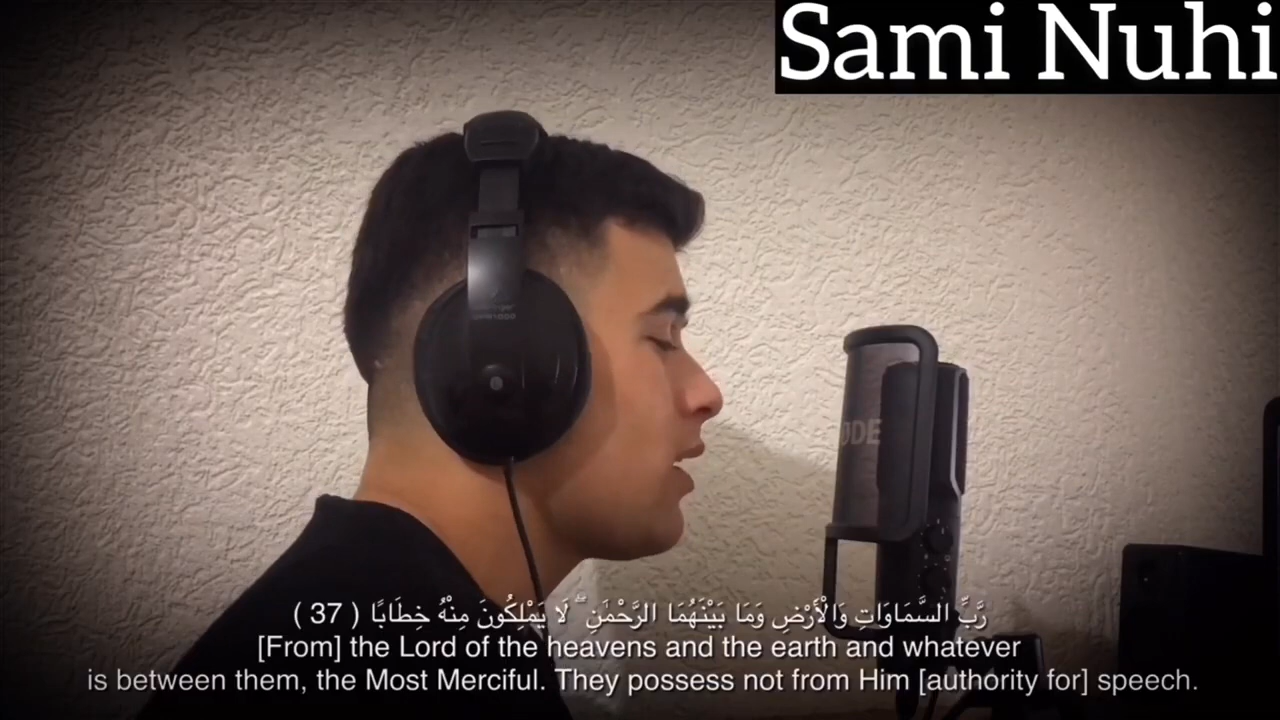 Sami Nuhi
RØDE
رَّبِّ السَّمَاوَاتِ وَالْأَرْضِ وَمَا بَيْنَهُمَا الرَّحْمَٰنِ ۖ لَا يَمْلِكُونَ مِنْهُ خِطَابًا ( 37 )
[From] the Lord of the heavens and the earth and whatever
is between them, the Most Merciful. They possess not from Him [authority for] speech.